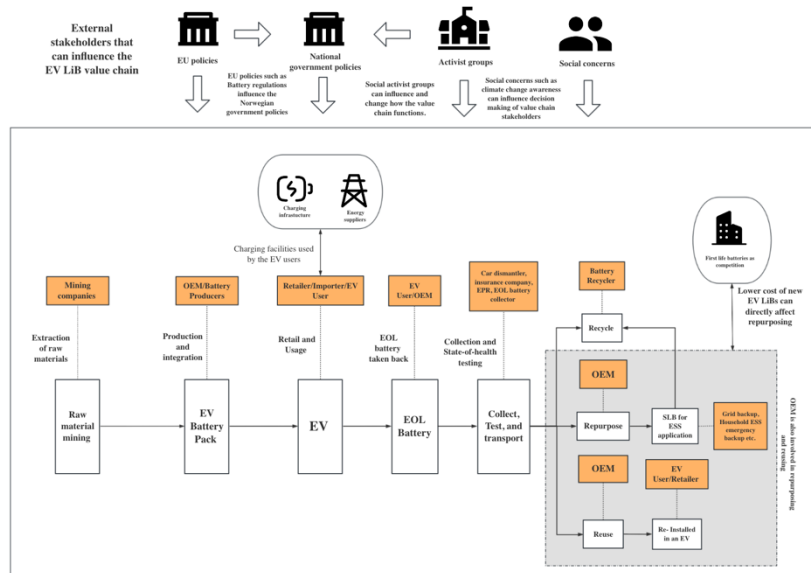 External
stakeholders that
can influence the
EV LiB value chain
EU policies
National
government policies
Activist groups
Social concerns
EU policies such as
Battery regulations
influence the
Norwegian
government policies
Social activist groups
can influence and
change how the value
chain functions.
Social concerns such as
climate change awareness
can influence decision
making of value chain
stakeholders
Charging
infrastucture
Energy
suppliers
Charging facilities used
by the EV users
First life batteries as
competition
Lower cost of new
EV LiBs can
directly affect
repurposing
Mining
companies
OEM/Battery
Producers
Retailer/Importer/EV
User
EV
User/OEM
Car dismantler,
insurance company,
EPR, EOL battery
collector
Battery
Recycler
Extraction
of raw
materials
Production
and
integration
Retail and
Usage
EOL
battery
taken back
Collection and
State-of-health
testing
Recycle
Raw
material
mining
EV
Battery
Pack
EV
EOL
Battery
Collect,
Test, and
transport
OEM
Repurpose
SLB for
ESS
application
Grid backup,
Household ESS
emergency
backup etc.
OEM
EV
User/Retailer
Reuse
Re- Installed
in an EV
OEM is also involved in repurposing
and reusing